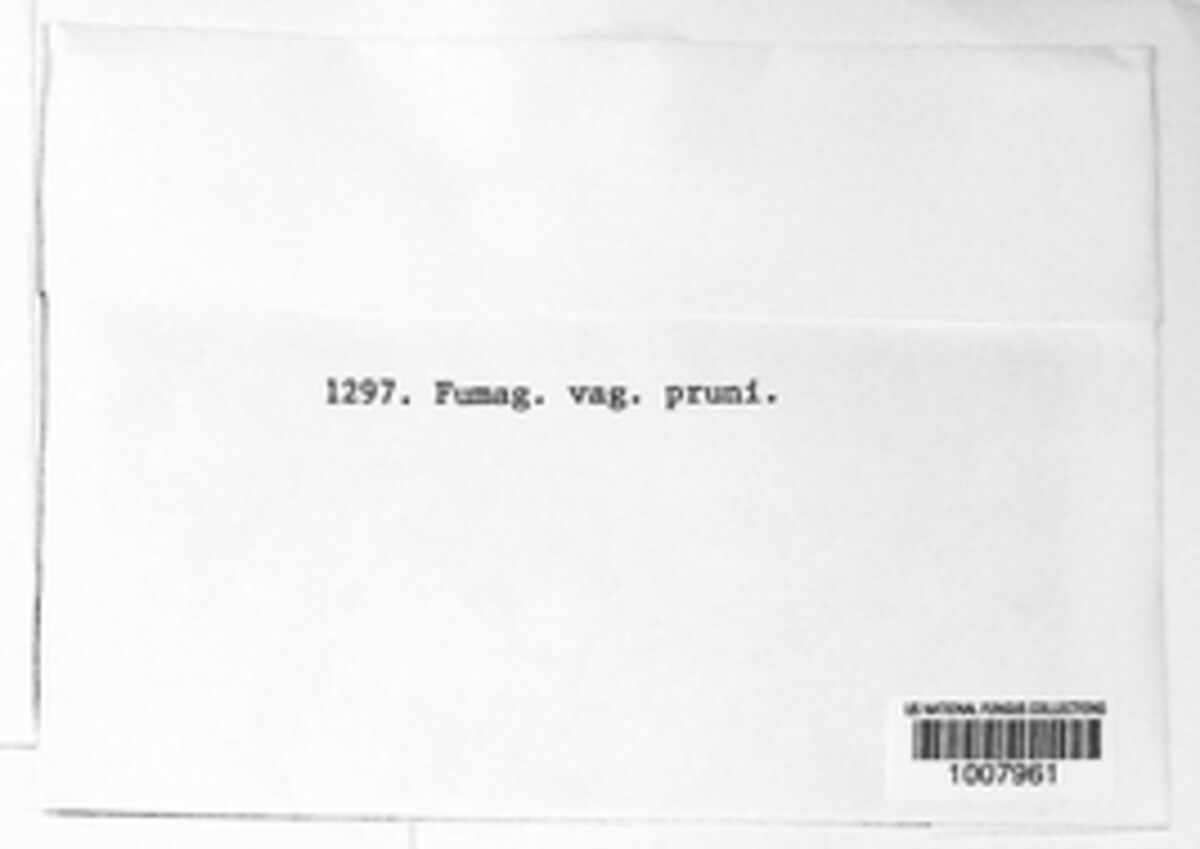 1297. Fumag. vag. pruni.
US NATIONAL FUNGUS COLLECTIONS
1007961